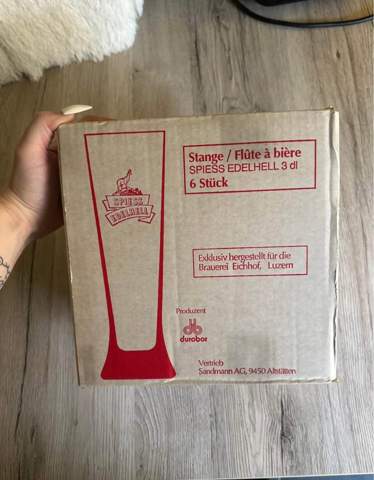 Stange / Flûte à bière
SPIESS EDELHELL 3 dl
6 Stück
SPIESS
EDELHELL
Exklusiv hergestellt für die
Brauerei Eichhof, Luzern
Produzent
durobor
Vertrieb
Sandmann AG, 9450 Altstätten